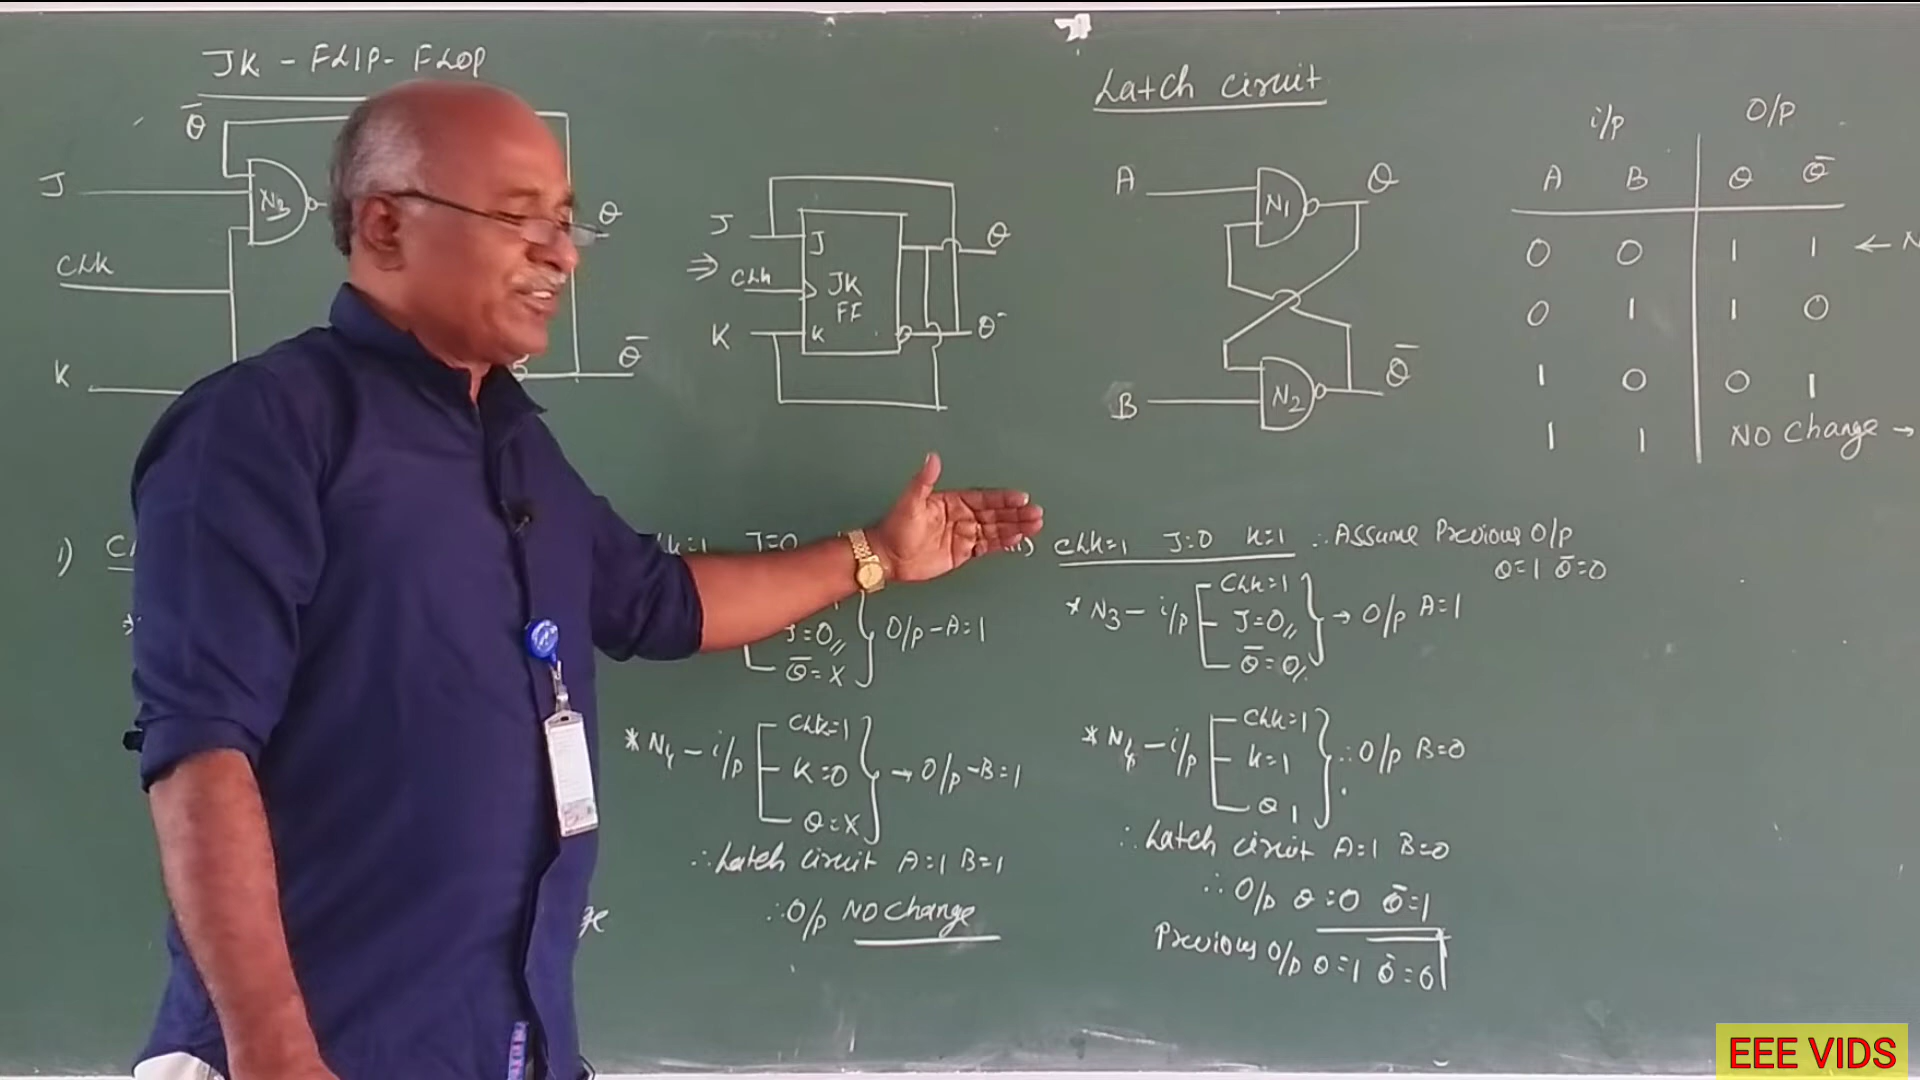 JK - FLIP - FLOP
Q̅
J
N3
CLK
K
Q
Q̅
J
J
CLK
JK
FF
K
K
Q
Q̅
Latch circuit
A
N1
Q
B
N2
Q̅
i/p O/P
A B Q Q̅
0 0 1 1 ← N
0 1 1 0
1 0 0 1
1 1 NO Change →
i)
J=0
J=0
Q̅=X
O/p-A=1
*N4-i/p
CLK=1
K=0
Q=X
→ O/p-B=1
∴Latch circuit A=1 B=1
∴O/p NO Change
CLK=1 J=0 K=1 ∴Assume Previous O/p
Q=1 Q̅=0
*N3-i/p
CLK=1
J=0
Q̅=0
→ O/p A=1
*N4-i/p
CLK=1
K=1
Q 1
∴O/p B=0
∴Latch circuit A=1 B=0
∴O/p Q=0 Q̅=1
Previous O/p Q=1 Q̅=0
EEE VIDS